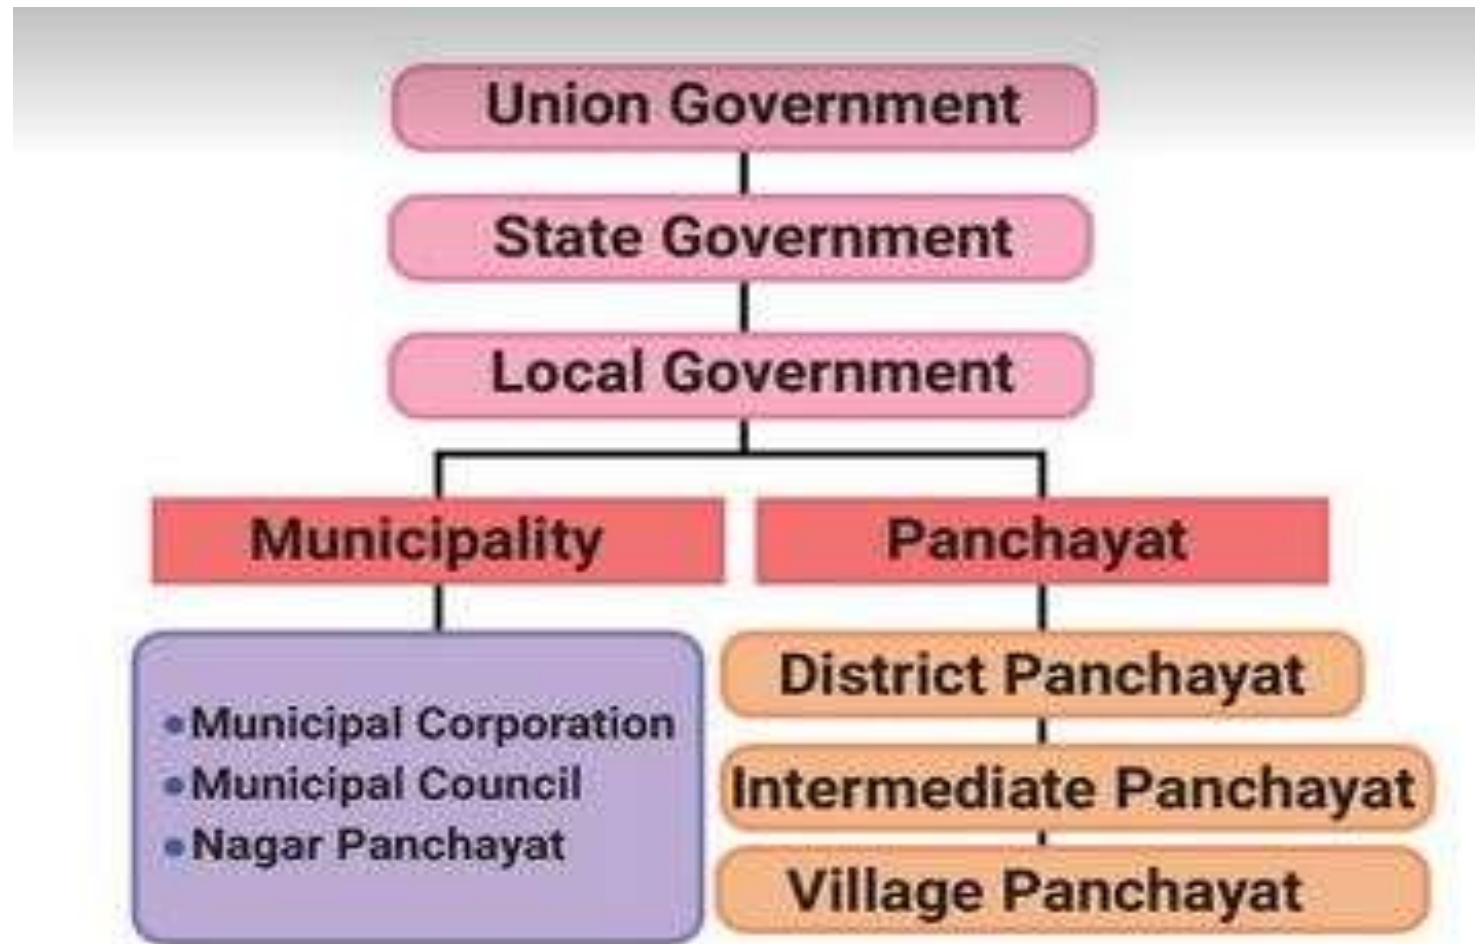 Union Government
State Government
Local Government
Municipality
Panchayat
•Municipal Corporation
•Municipal Council
•Nagar Panchayat
District Panchayat
Intermediate Panchayat
Village Panchayat